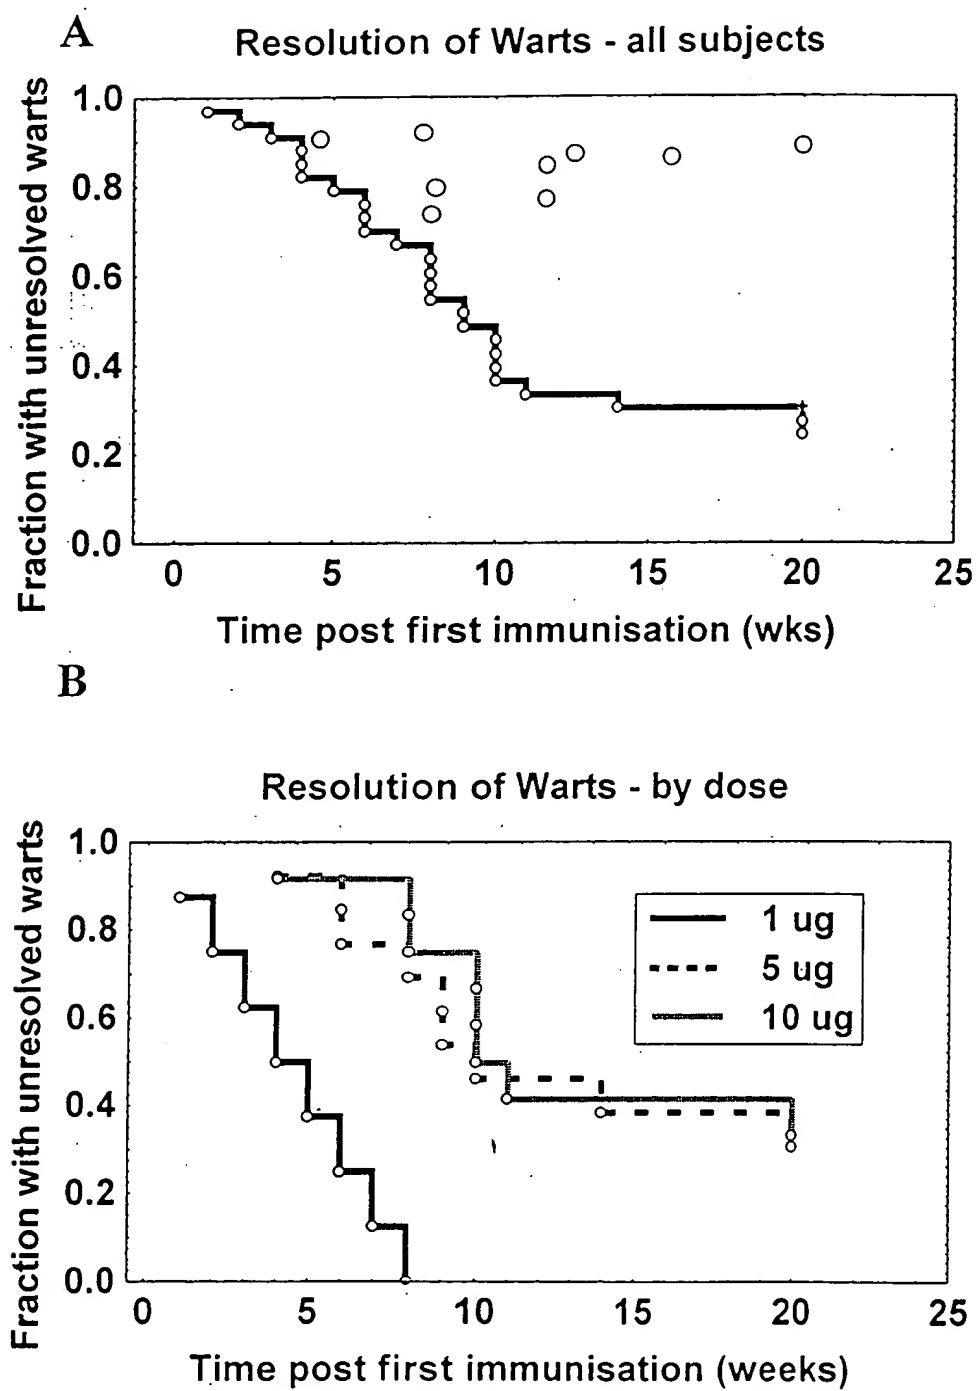 A
Resolution of Warts - all subjects
Fraction with unresolved warts
1.0
0.8
0.6
0.4
0.2
0.0
0 5 10 15 20 25
Time post first immunisation (wks)
B
Resolution of Warts - by dose
Fraction with unresolved warts
1.0
0.8
0.6
0.4
0.2
0.0
1 ug
5 ug
10 ug
0 5 10 15 20 25
Time post first immunisation (weeks)